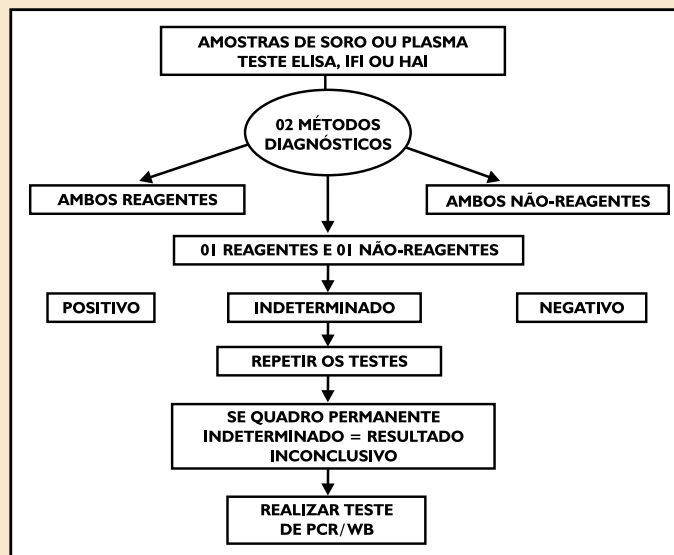 AMOSTRAS DE SORO OU PLASMA
TESTE ELISA, IFI OU HAI
02 MÉTODOS
DIAGNÓSTICOS
AMBOS REAGENTES
AMBOS NÃO-REAGENTES
01 REAGENTES E 01 NÃO-REAGENTES
POSITIVO
INDETERMINADO
NEGATIVO
REPETIR OS TESTES
SE QUADRO PERMANENTE
INDETERMINADO = RESULTADO
INCONCLUSIVO
REALIZAR TESTE
DE PCR/WB